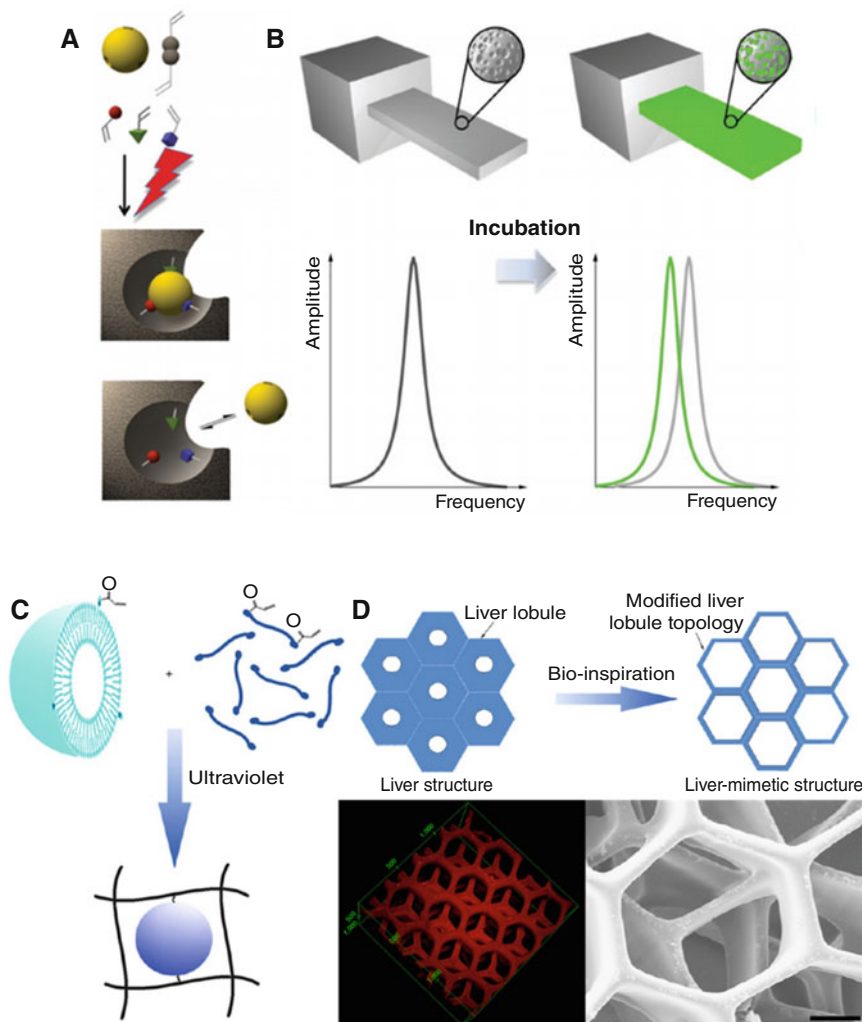 A
B
Incubation
Amplitude
Frequency
Amplitude
Frequency
C
O
O
O
+
Ultraviolet
D
Liver lobule
Modified liver
lobule topology
Bio-inspiration
Liver structure
Liver-mimetic structure